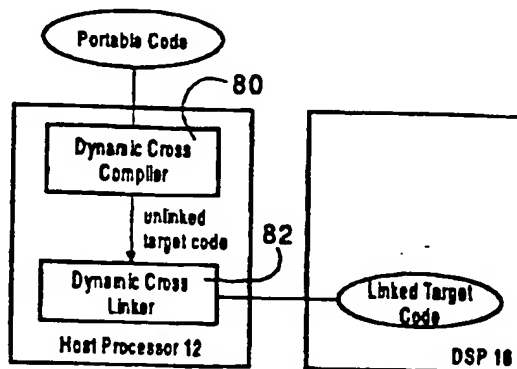 Portable Code
80
Dynamic Cross
Compiler
unlinked
target code
82
Dynamic Cross
Linker
Linked Target
Code
Host Processor 12
DSP 16